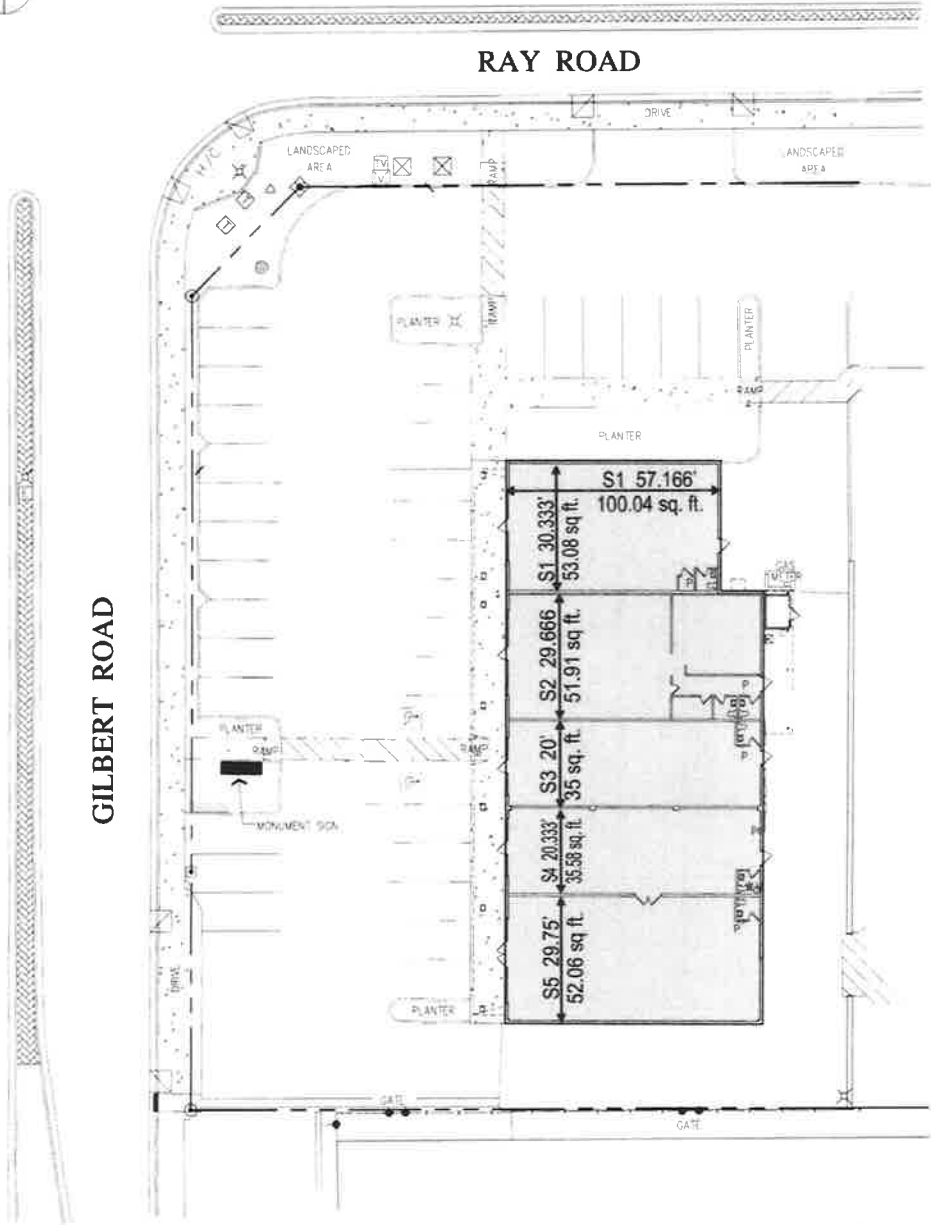 RAY ROAD
DRIVE
H/C
LANDSCAPED
AREA
TV
V
RAMP
LANDSCAPED
AREA
T
PLANTER
RAMP
PLANTER
RAMP
PLANTER
S1 57.166'
100.04 sq. ft.
S1 30.333'
53.08 sq ft.
GAS
METER
S2 29.666
51.91 sq ft.
GILBERT ROAD
PLANTER
RAMP
RAMP
MONUMENT SIGN
S3 20'
35 sq. ft.
S4 20.333'
35.58 sq. ft.
S5 29.75'
52.06 sq ft.
DRIVE
PLANTER
GATE
GATE